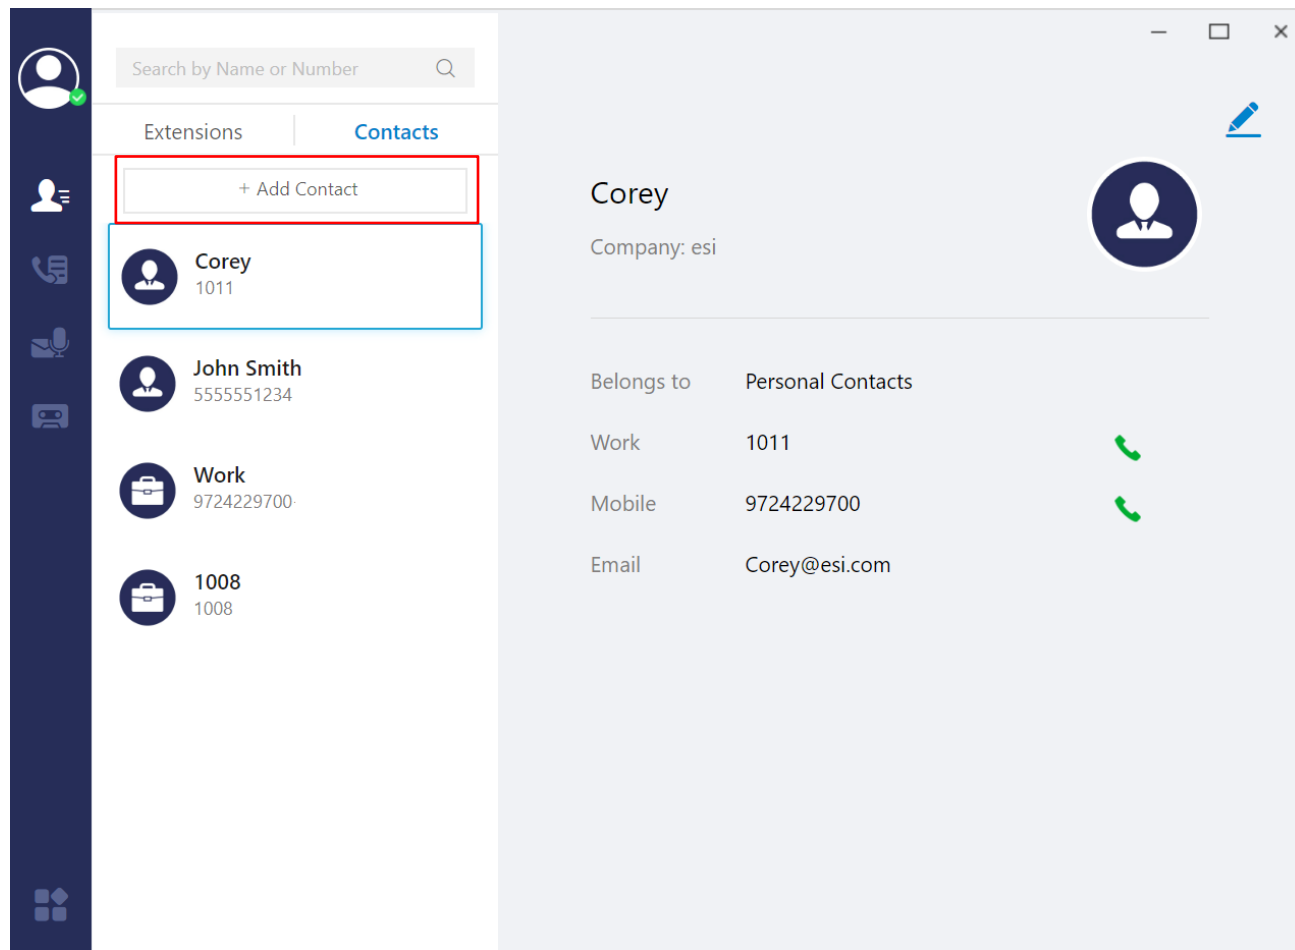 Search by Name or Number
Extensions
Contacts
+ Add Contact
Corey
1011
John Smith
5555551234
Work
9724229700
1008
1008
Corey
Company: esi
Belongs to Personal Contacts
Work 1011
Mobile 9724229700
Email Corey@esi.com